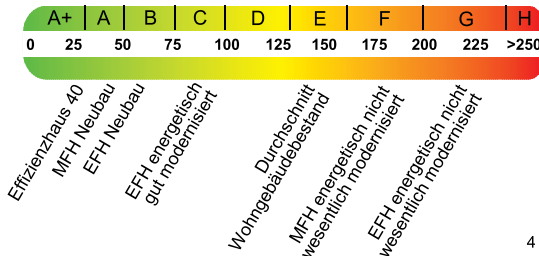 A+ A B C D E F G H
0 25 50 75 100 125 150 175 200 225 >250
Effizienzhaus 40
MFH Neubau
EFH Neubau
EFH energetisch
gut modernisiert
Durchschnitt
Wohngebäudebestand
MFH energetisch nicht
wesentlich modernisiert
EFH energetisch nicht
wesentlich modernisiert
4